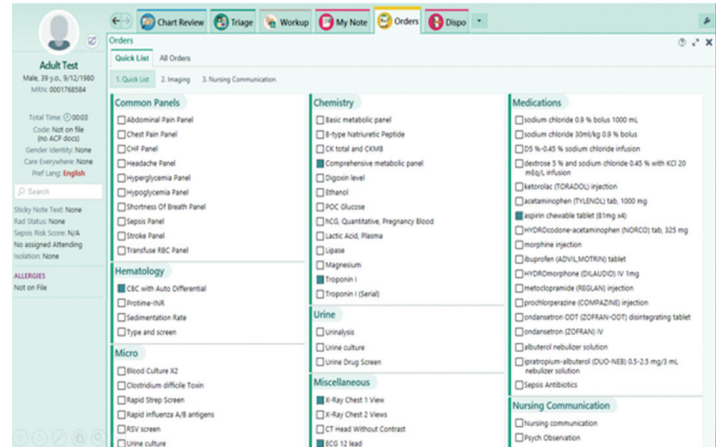 Chart Review
Triage
Workup
My Note
Orders
Dispo
Adult Test
Male, 39 y.o., 9/12/1980
MRN: 0001768584
Total Time: 00:03
Code: Not on file
(no ACP docs)
Gender identity: None
Care Everywhere: None
Pref Lang: English
Search
Sticky Note Text: None
Rad Status: None
Sepsis Risk Score: N/A
No assigned Attending
Isolation: None
ALLERGIES
Not on File
Orders
Quick List
All Orders
1. Quick List
2. Imaging
3. Nursing Communication
Common Panels
Abdominal Pain Panel
Chest Pain Panel
CHF Panel
Headache Panel
Hyperglycemia Panel
Hypoglycemia Panel
Shortness Of Breath Panel
Sepsis Panel
Stroke Panel
Transfuse RBC Panel
Hematology
CBC with Auto Differential
Protime-INR
Sedimentation Rate
Type and screen
Micro
Blood Culture X2
Clostridium difficile Toxin
Rapid Strep Screen
Rapid influenza A/B antigens
RSV screen
Urine culture
Chemistry
Basic metabolic panel
B-type Natriuretic Peptide
CK total and CKMB
Comprehensive metabolic panel
Digoxin level
Ethanol
POC Glucose
hCG, Quantitative, Pregnancy Blood
Lactic Acid, Plasma
Lipase
Magnesium
Troponin I
Troponin I (Serial)
Urine
Urinalysis
Urine culture
Urine Drug Screen
Miscellaneous
X-Ray Chest 1 View
X-Ray Chest 2 Views
CT Head Without Contrast
ECG 12 lead
Medications
sodium chloride 0.9 % bolus 1000 mL
sodium chloride 30ml/kg 0.9 % bolus
D5 %-0.45 % sodium chloride infusion
dextrose 5 % and sodium chloride 0.45 % with KCl 20
mEq/L infusion
ketorolac (TORADOL) injection
acetaminophen (TYLENOL) tab, 1000 mg
aspirin chewable tablet (81mg x4)
HYDROcodone-acetaminophen (NORCO) tab, 325 mg
morphine injection
ibuprofen (ADVIL,MOTRIN) tablet
HYDROmorphone (DILAUDID) IV 1mg
metoclopramide (REGLAN) injection
prochlorperazine (COMPAZINE) injection
ondansetron ODT (ZOFRAN-ODT) disintegrating tablet
ondansetron (ZOFRAN) IV
albuterol nebulizer solution
ipratropium-albuterol (DUO-NEB) 0.5-2.5 mg/3 mL
nebulizer solution
Sepsis Antibiotics
Nursing Communication
Nursing communication
Psych Observation